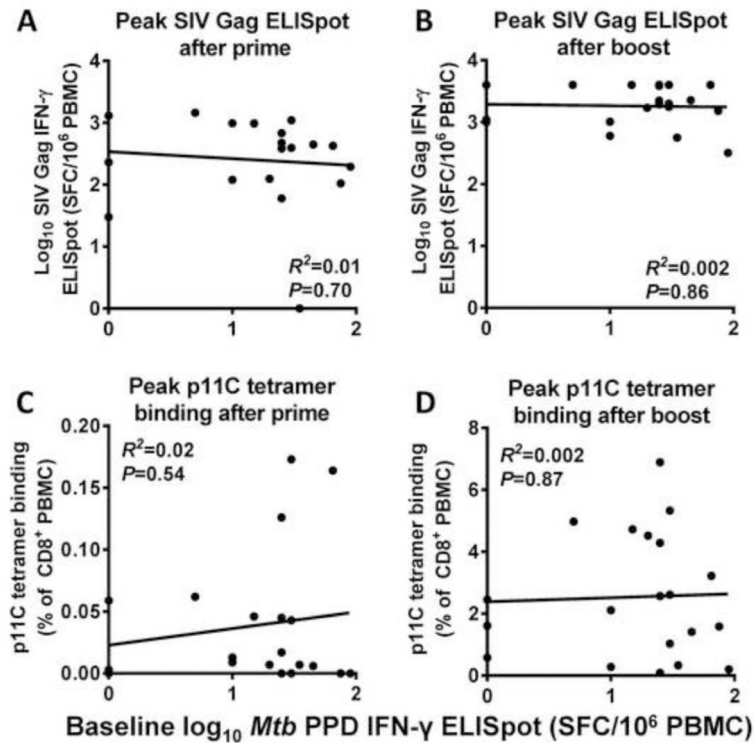 A
Peak SIV Gag ELISpot
after prime
Log₁₀ SIV Gag IFN-γ
ELISpot (SFC/10⁶ PBMC)
4
3
2
1
0
R²=0.01
P=0.70
0
1
2
B
Peak SIV Gag ELISpot
after boost
Log₁₀ SIV Gag IFN-γ
ELISpot (SFC/10⁶ PBMC)
4
3
2
1
0
R²=0.002
P=0.86
0
1
2
C
Peak p11C tetramer
binding after prime
p11C tetramer binding
(% of CD8⁺ PBMC)
0.20
0.15
0.10
0.05
0.00
R²=0.02
P=0.54
0
1
2
D
Peak p11C tetramer
binding after boost
p11C tetramer binding
(% of CD8⁺ PBMC)
8
6
4
2
0
R²=0.002
P=0.87
0
1
2
Baseline log₁₀ Mtb PPD IFN-γ ELISpot (SFC/10⁶ PBMC)